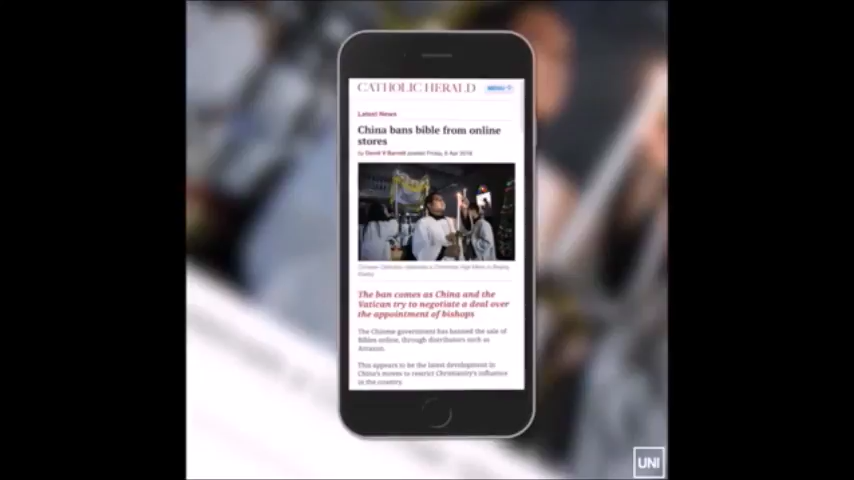 CATHOLIC HERALD
MENU
Latest News
China bans bible from online
stores
by David V Barrett posted Friday, 6 Apr 2018
The ban comes as China and the
Vatican try to negotiate a deal over
the appointment of bishops
The Chinese government has banned the sale of
Bibles online, through distributors such as
Amazon.
This appears to be the latest development in
China's moves to restrict Christianity's influence
in the country.
UNI